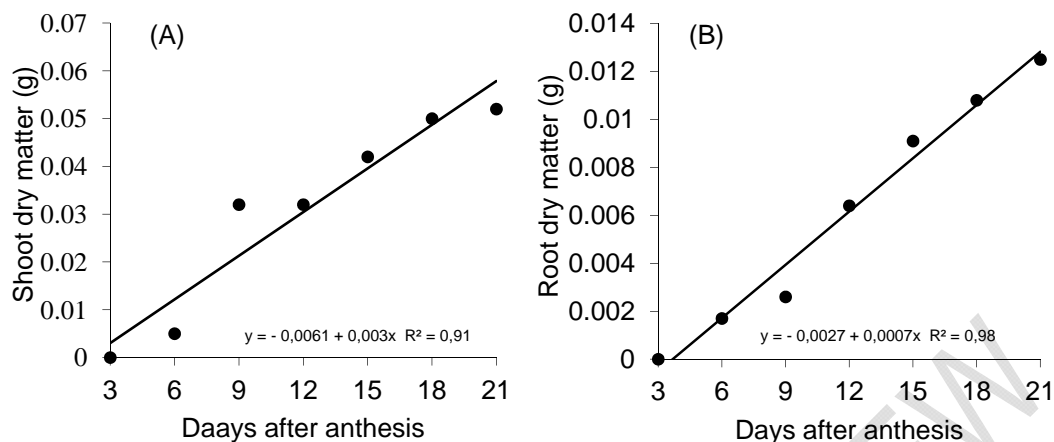 (A)
Shoot dry matter (g)
0.07
0.06
0.05
0.04
0.03
0.02
0.01
0
y = - 0,0061 + 0,003x R² = 0,91
3 6 9 12 15 18 21
Daays after anthesis
(B)
Root dry matter (g)
0.014
0.012
0.01
0.008
0.006
0.004
0.002
0
y = - 0,0027 + 0,0007x R² = 0,98
3 6 9 12 15 18 21
Days after anthesis